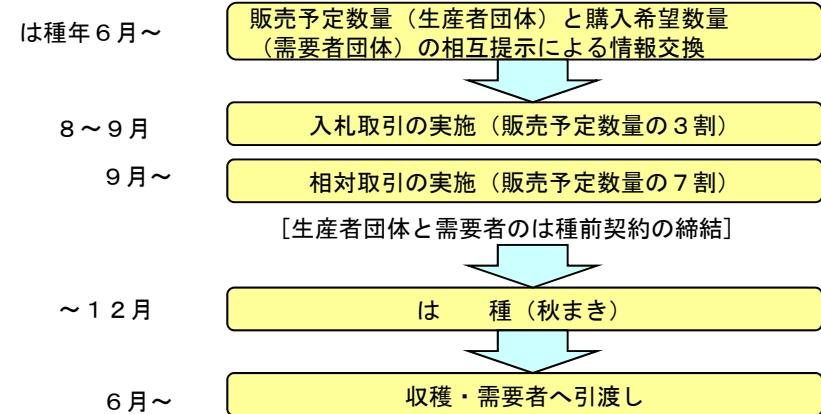 は種年６月～
販売予定数量（生産者団体）と購入希望数量
（需要者団体）の相互提示による情報交換
８～９月
入札取引の実施（販売予定数量の３割）
９月～
相対取引の実施（販売予定数量の７割）
［生産者団体と需要者のは種前契約の締結］
～１２月
は　　種（秋まき）
６月～
収穫・需要者へ引渡し